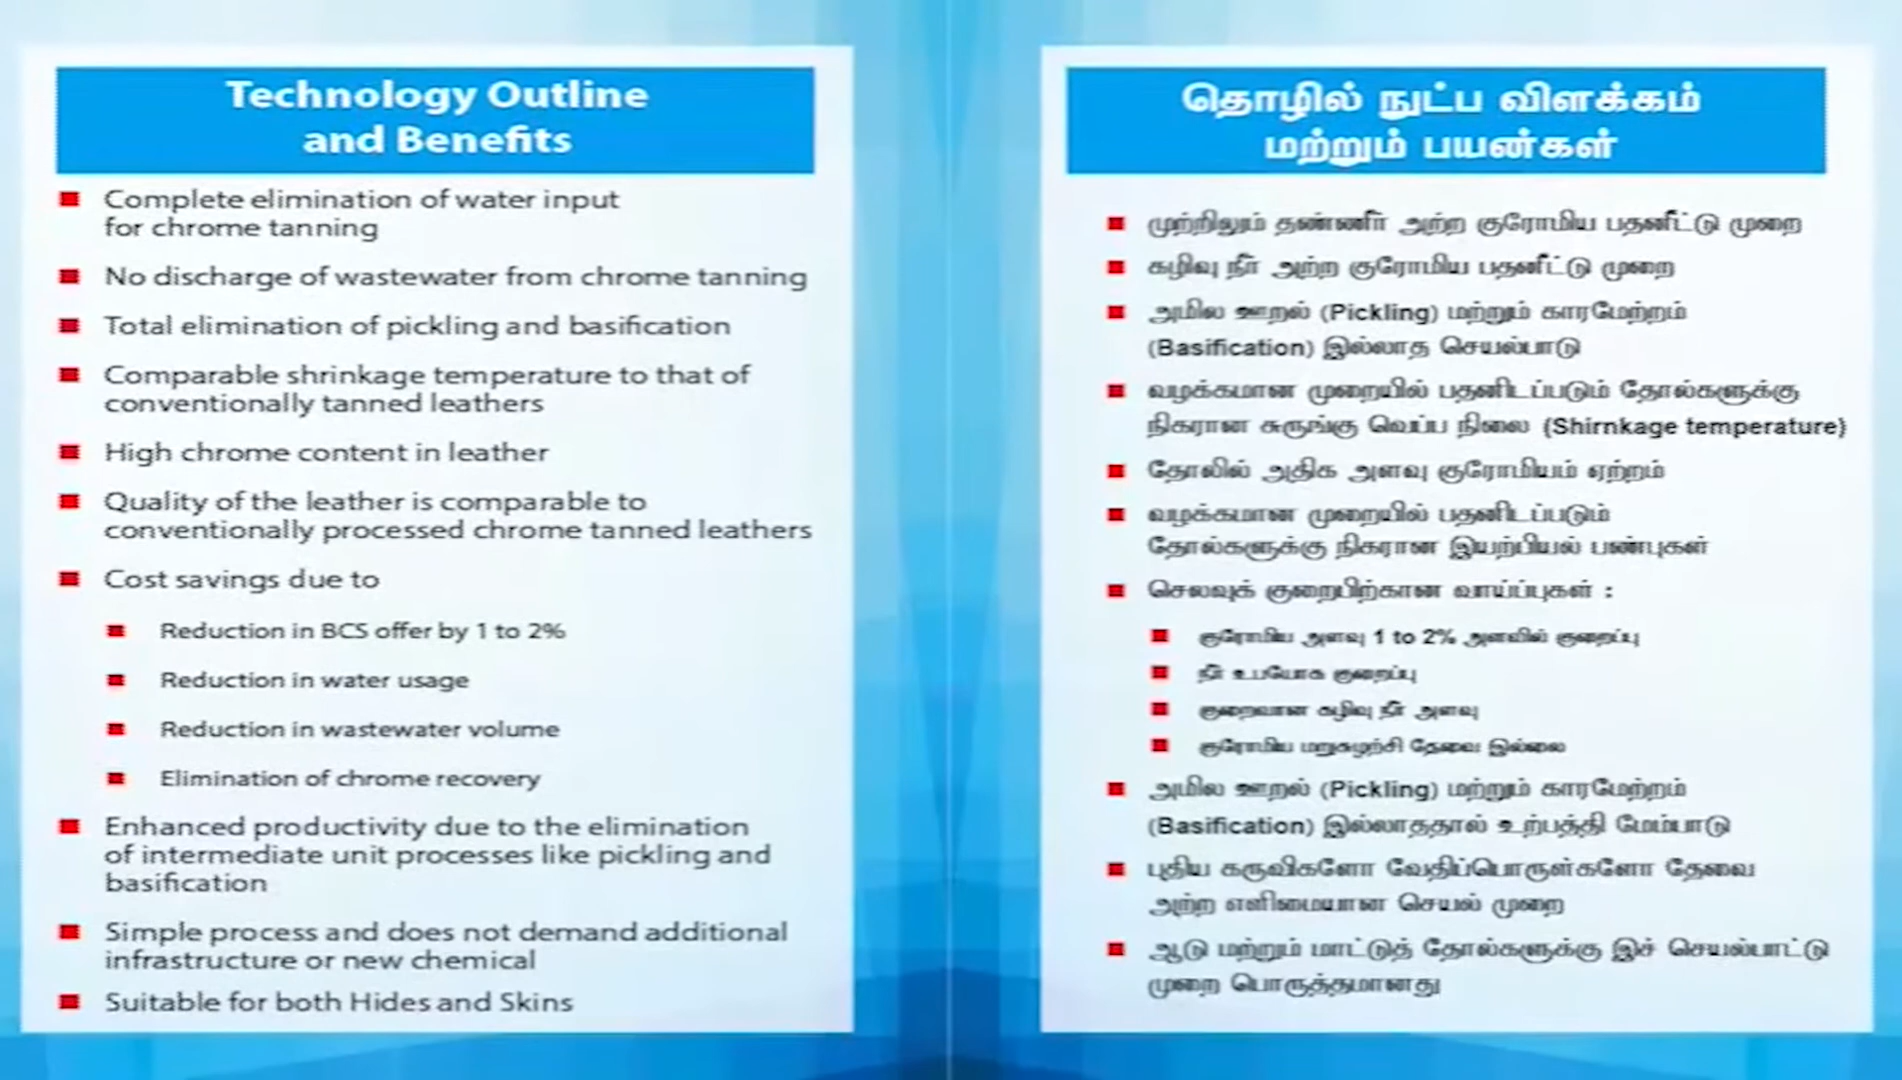 Technology Outline
and Benefits
Complete elimination of water input
for chrome tanning
No discharge of wastewater from chrome tanning
Total elimination of pickling and basification
Comparable shrinkage temperature to that of
conventionally tanned leathers
High chrome content in leather
Quality of the leather is comparable to
conventionally processed chrome tanned leathers
Cost savings due to
Reduction in BCS offer by 1 to 2%
Reduction in water usage
Reduction in wastewater volume
Elimination of chrome recovery
Enhanced productivity due to the elimination
of intermediate unit processes like pickling and
basification
Simple process and does not demand additional
infrastructure or new chemical
Suitable for both Hides and Skins
தொழில் நுட்ப விளக்கம்
மற்றும் பயன்கள்
முற்றிலும் தண்ணீர் அற்ற குரோமிய பதனீட்டு முறை
கழிவு நீர் அற்ற குரோமிய பதனீட்டு முறை
அமில ஊறல் (Pickling) மற்றும் காரமேற்றம்
(Basification) இல்லாத செயல்பாடு
வழக்கமான முறையில் பதனிடப்படும் தோல்களுக்கு
நிகரான சுருங்கு வெப்ப நிலை (Shirnkage temperature)
தோலில் அதிக அளவு குரோமியம் ஏற்றம்
வழக்கமான முறையில் பதனிடப்படும்
தோல்களுக்கு நிகரான இயற்பியல் பண்புகள்
செலவுக் குறைபிற்கான வாய்ப்புகள் :
குரோமிய அளவு 1 to 2% அளவில் குறைப்பு
நீர் உபயோக குறைப்பு
குறைவான கழிவு நீர் அளவு
குரோமிய மறுசுழற்சி தேவை இல்லை
அமில ஊறல் (Pickling) மற்றும் காரமேற்றம்
(Basification) இல்லாததால் உற்பத்தி மேம்பாடு
புதிய கருவிகளோ வேதிப்பொருள்களோ தேவை
அற்ற எளிமையான செயல் முறை
ஆடு மற்றும் மாட்டுத் தோல்களுக்கு இச் செயல்பாட்டு
முறை பொருத்தமானது